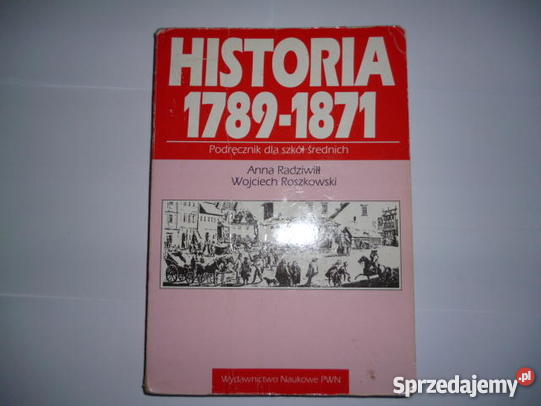 HISTORIA
1789-1871
Podręcznik dla szkół średnich
Anna Radziwiłł
Wojciech Roszkowski
Wydawnictwo Naukowe PWN
Sprzedajemy.pl